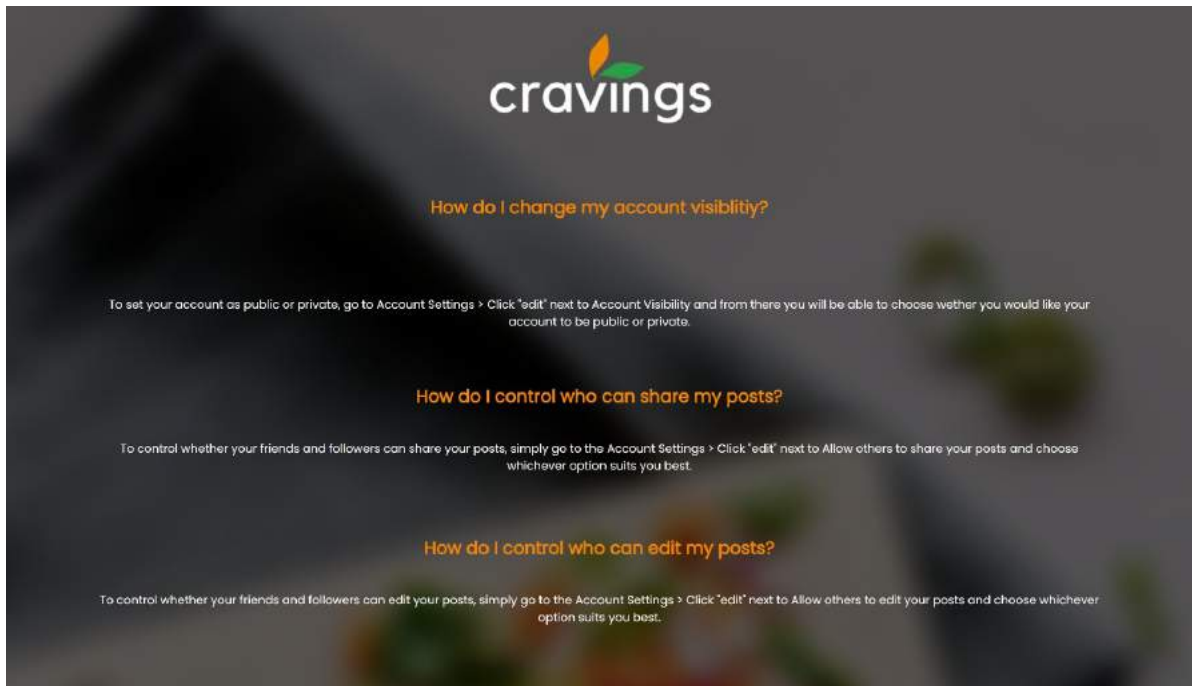 cravings
How do I change my account visiblitiy?
To set your account as public or private, go to Account Settings > Click "edit" next to Account Visibility and from there you will be able to choose wether you would like your
account to be public or private.
How do I control who can share my posts?
To control whether your friends and followers can share your posts, simply go to the Account Settings > Click "edit" next to Allow others to share your posts and choose
whichever option suits you best.
How do I control who can edit my posts?
To control whether your friends and followers can edit your posts, simply go to the Account Settings > Click "edit" next to Allow others to edit your posts and choose whichever
option suits you best.